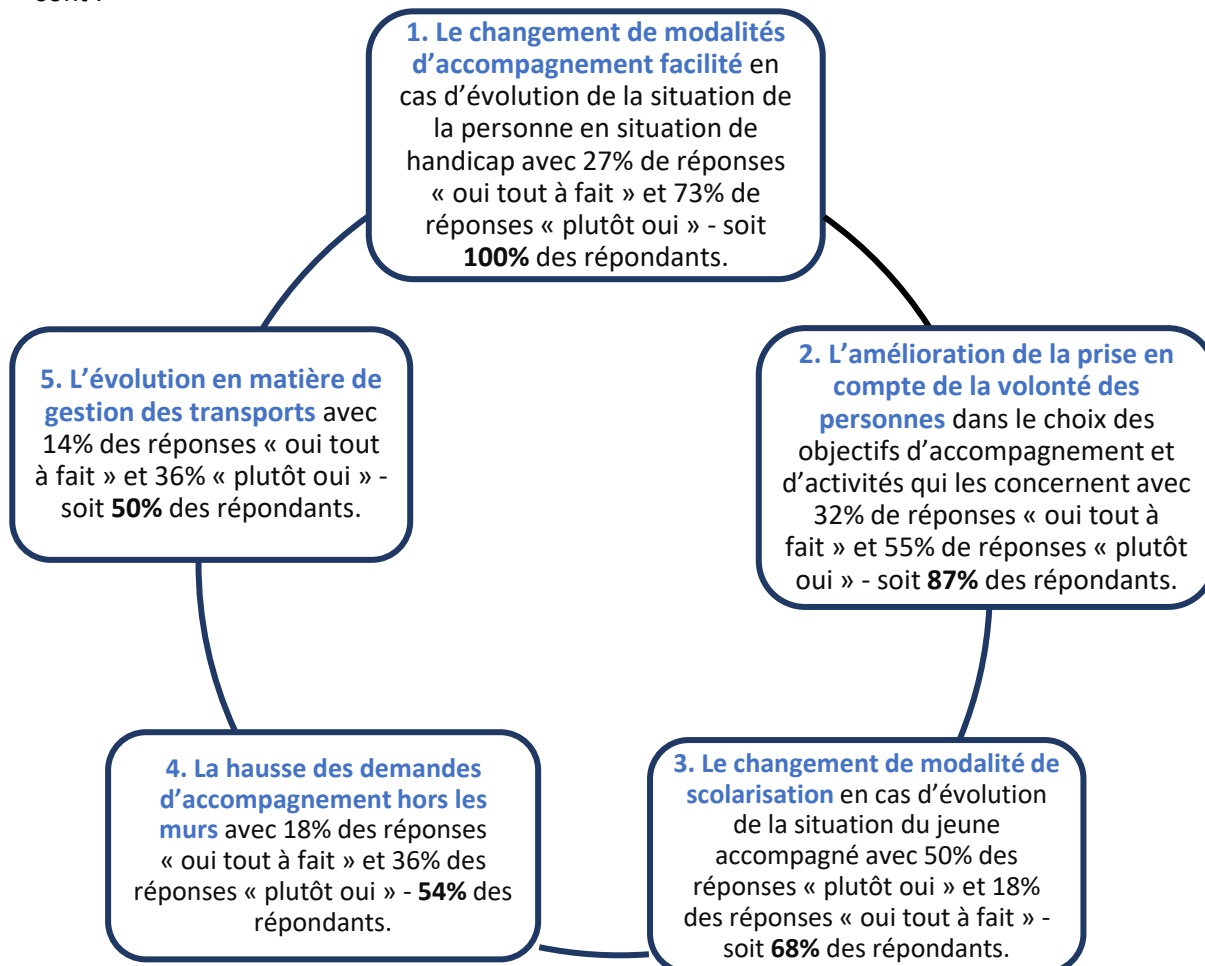 sont :
1. Le changement de modalités
d’accompagnement facilité en
cas d’évolution de la situation de
la personne en situation de
handicap avec 27% de réponses
« oui tout à fait » et 73% de
réponses « plutôt oui » - soit
100% des répondants.
2. L’amélioration de la prise en
compte de la volonté des
personnes dans le choix des
objectifs d’accompagnement et
d’activités qui les concernent avec
32% de réponses « oui tout à
fait » et 55% de réponses « plutôt
oui » - soit 87% des répondants.
3. Le changement de modalité de
scolarisation en cas d’évolution
de la situation du jeune
accompagné avec 50% des
réponses « plutôt oui » et 18%
des réponses « oui tout à fait » -
soit 68% des répondants.
4. La hausse des demandes
d’accompagnement hors les
murs avec 18% des réponses
« oui tout à fait » et 36% des
réponses « plutôt oui » - 54% des
répondants.
5. L’évolution en matière de
gestion des transports avec
14% des réponses « oui tout
à fait » et 36% « plutôt oui » -
soit 50% des répondants.